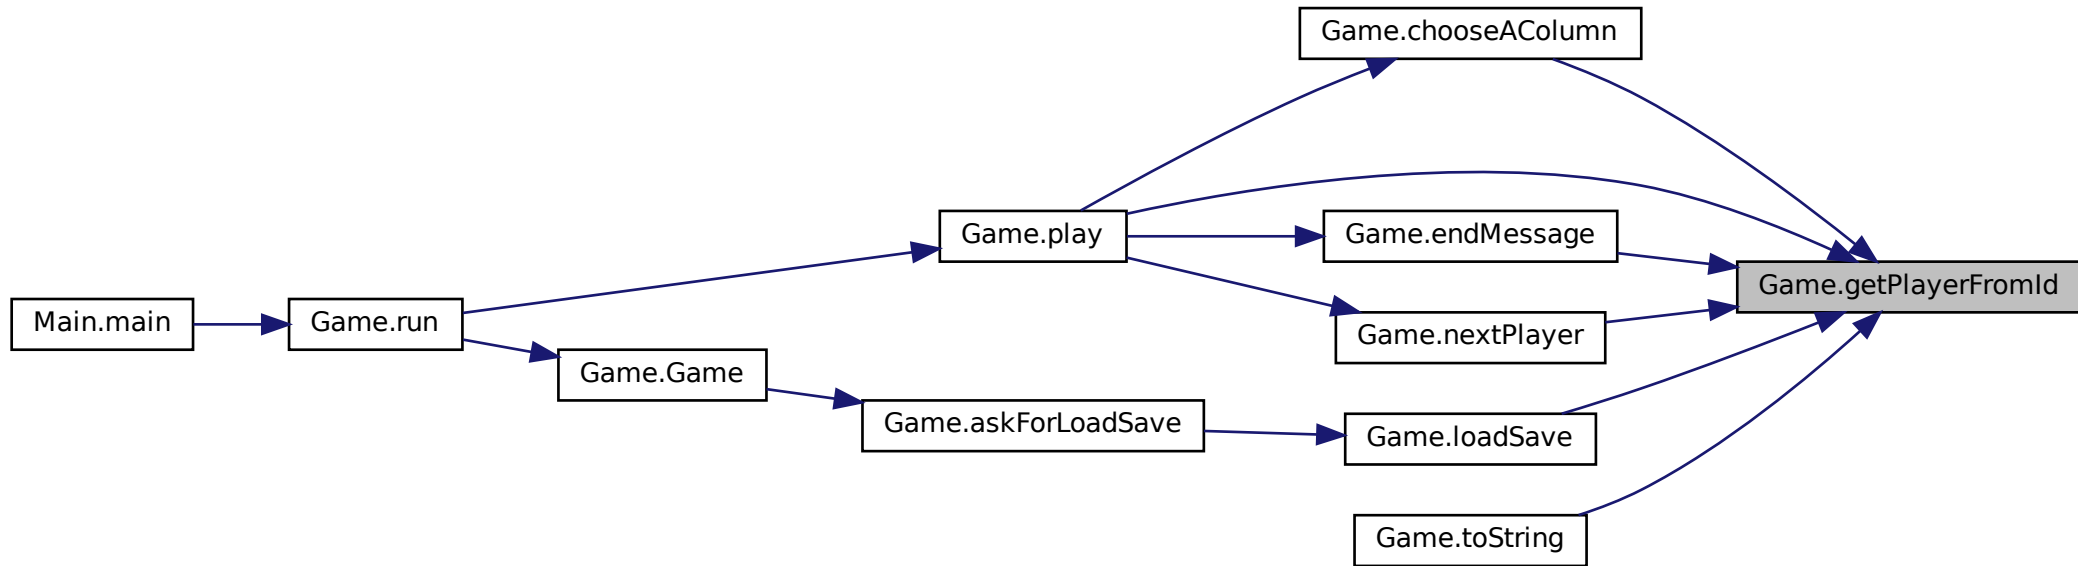 Game.chooseAColumn
Game.play
Game.endMessage
Game.getPlayerFromId
Main.main
Game.run
Game.nextPlayer
Game.Game
Game.askForLoadSave
Game.loadSave
Game.toString